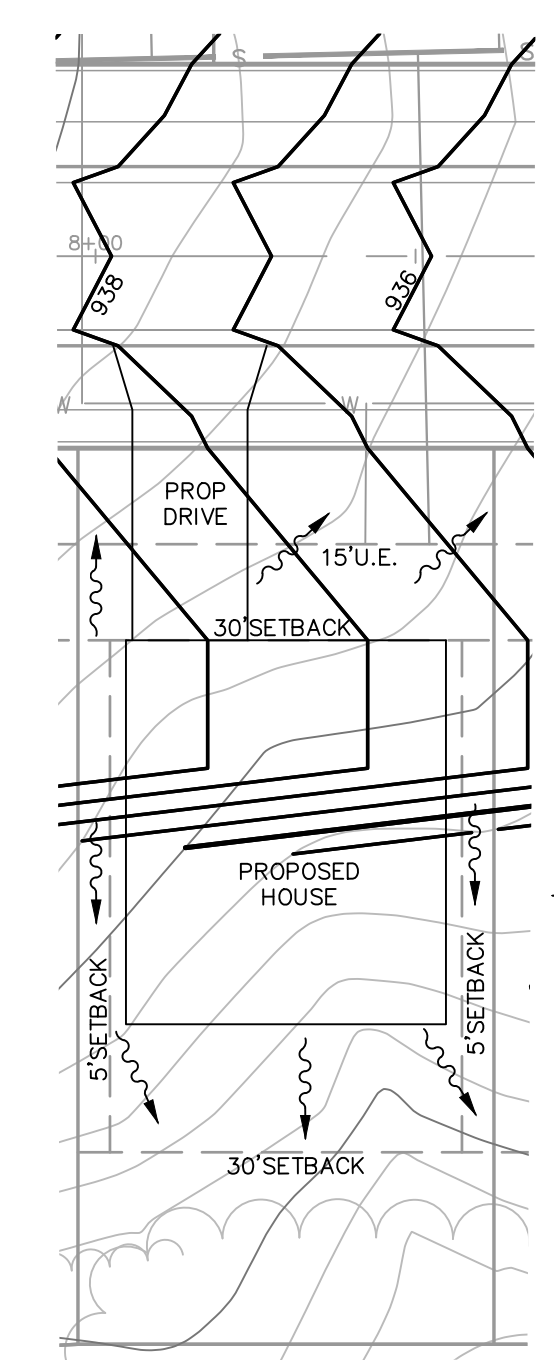 S
S
8+00
938
936
W
W
PROP
DRIVE
15'U.E.
30'SETBACK
PROPOSED
HOUSE
5'SETBACK
5'SETBACK
30'SETBACK